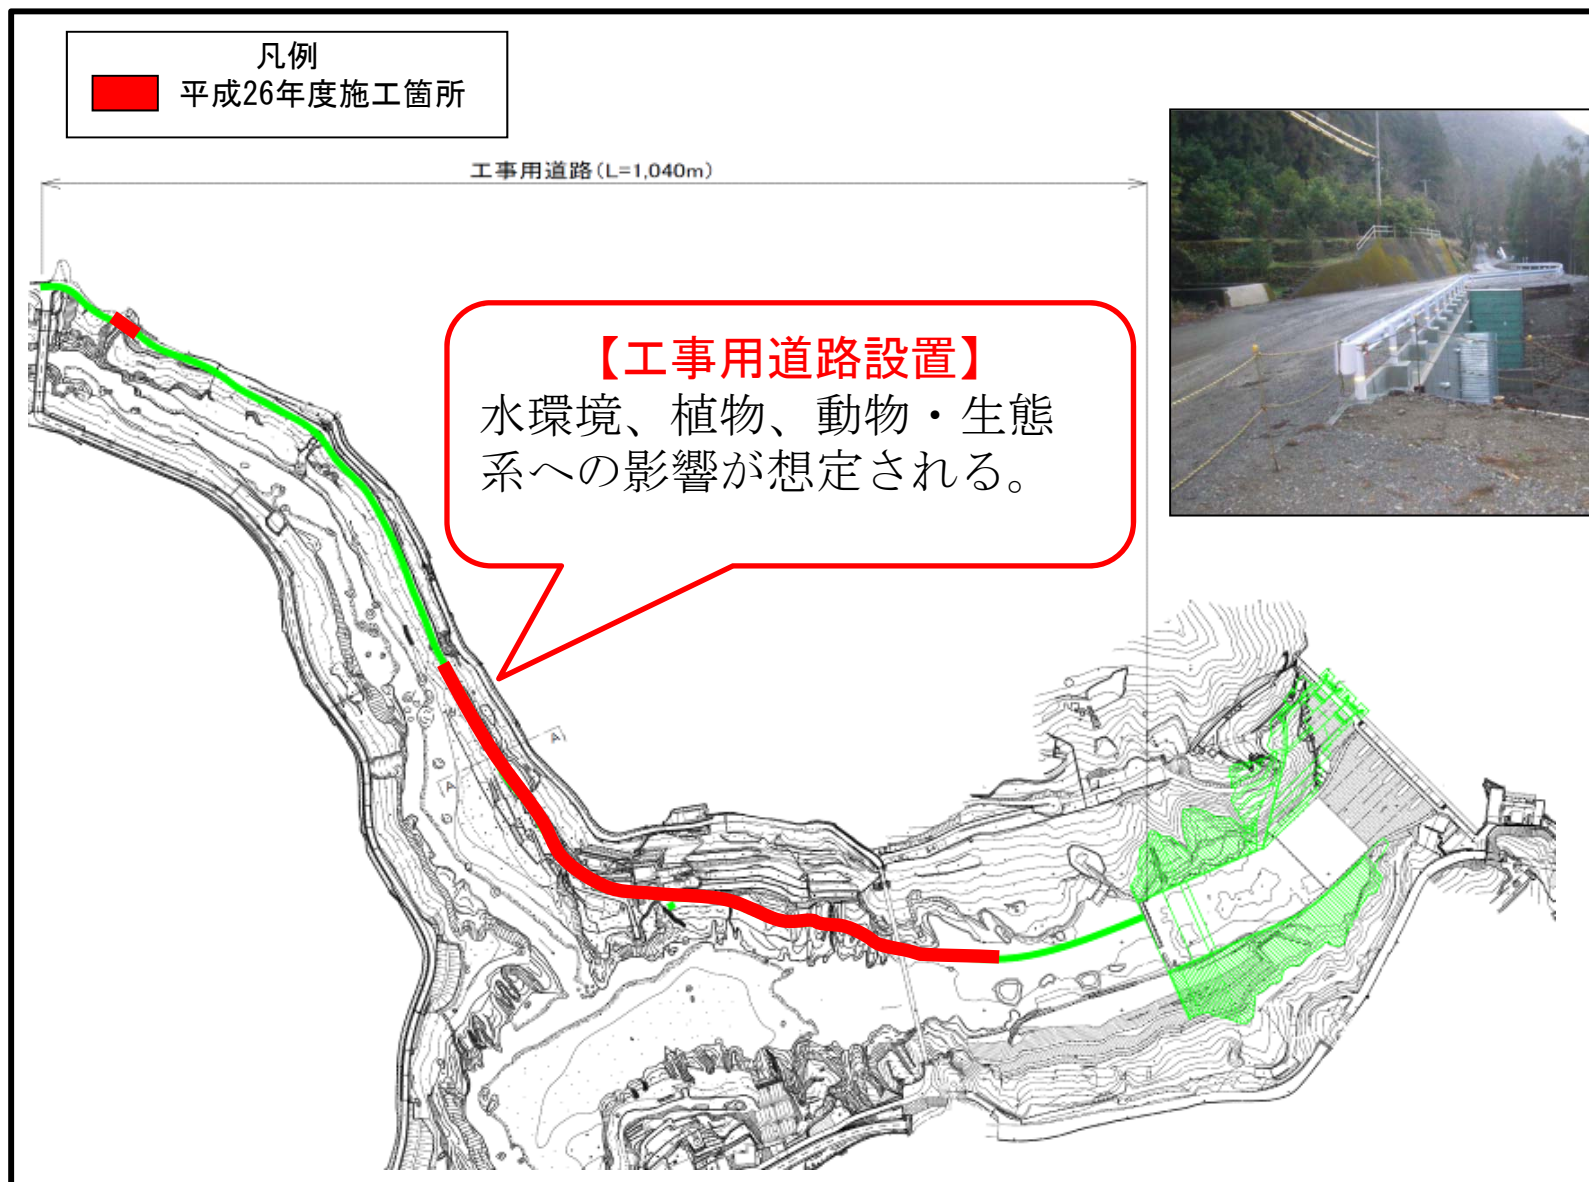 凡例
平成26年度施工箇所
工事用道路(L=1,040m)
【工事用道路設置】
水環境、植物、動物・生態
系への影響が想定される。
A
A